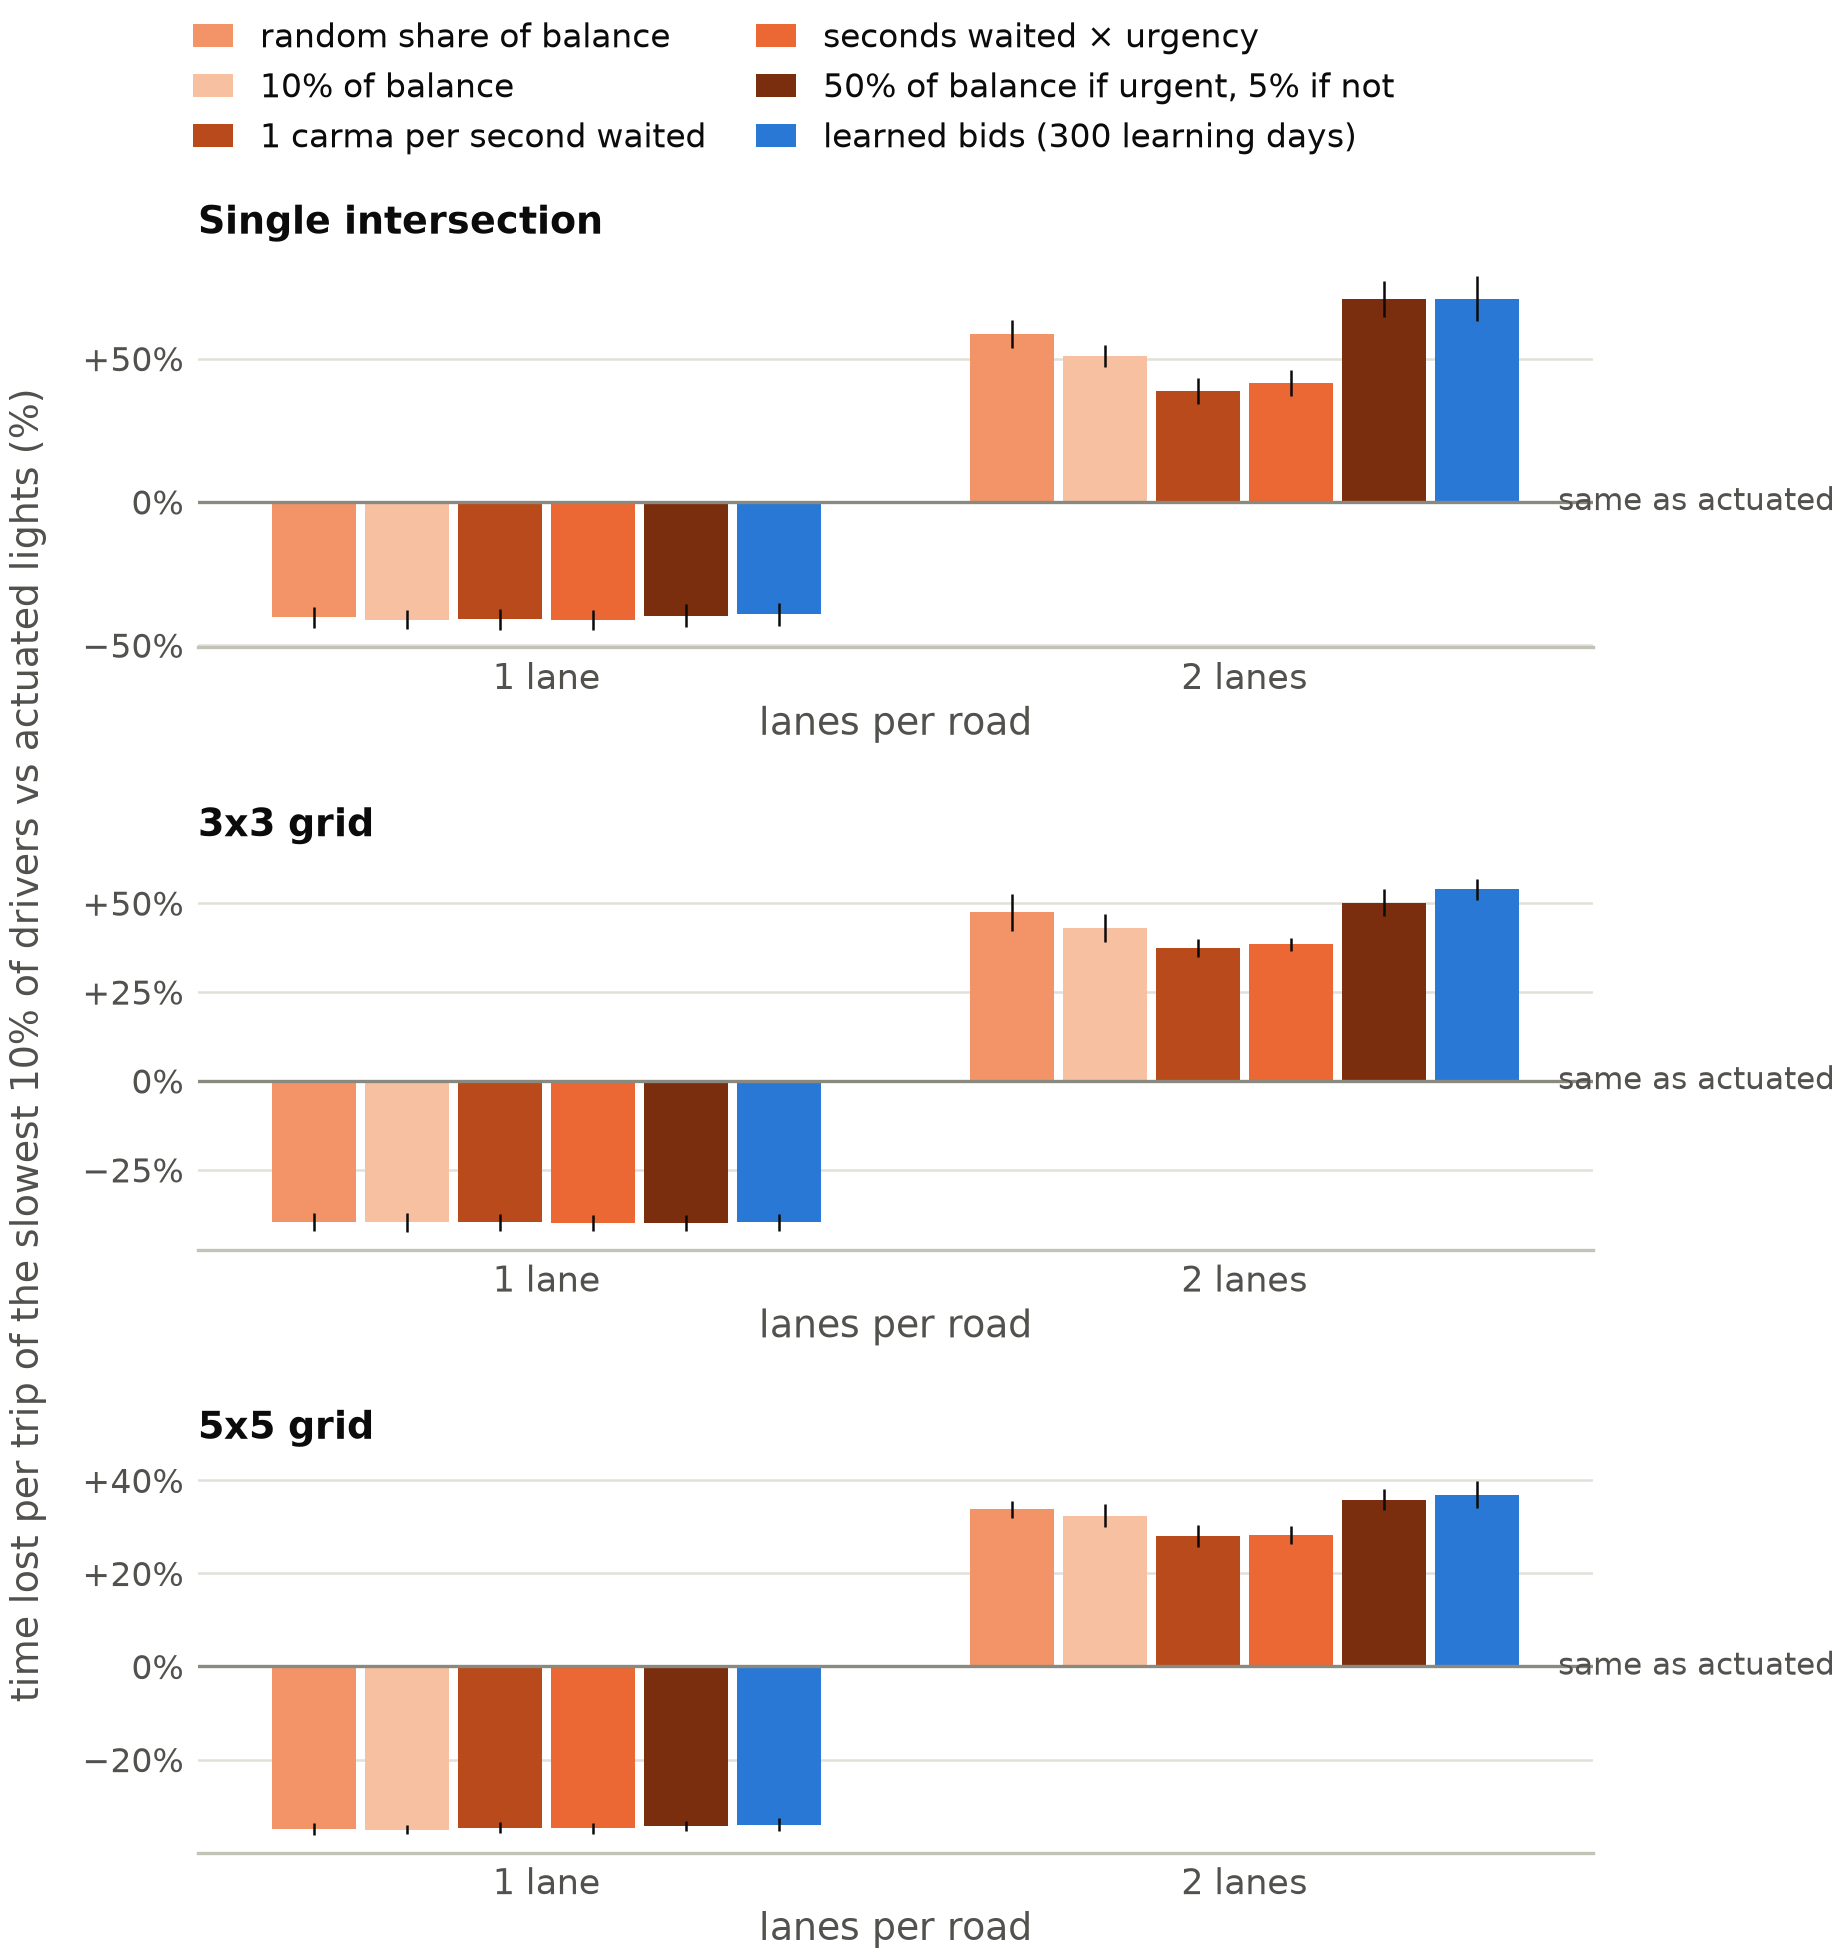 random share of balance
10% of balance
1 carma per second waited
seconds waited × urgency
50% of balance if urgent, 5% if not
learned bids (300 learning days)
time lost per trip of the slowest 10% of drivers vs actuated lights (%)
Single intersection
+50%
0%
−50%
same as actuated
1 lane
2 lanes
lanes per road
3x3 grid
+50%
+25%
0%
−25%
same as actuated
1 lane
2 lanes
lanes per road
5x5 grid
+40%
+20%
0%
−20%
same as actuated
1 lane
2 lanes
lanes per road